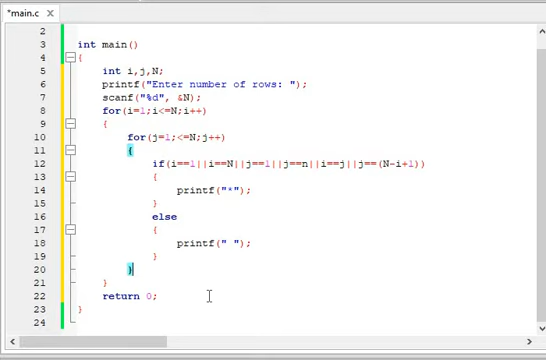 *main.c
2
3 int main()
4 {
5 int i,j,N;
6 printf("Enter number of rows: ");
7 scanf("%d", &N);
8 for(i=1;i<=N;i++)
9 {
10 for(j=1;<=N;j++)
11 {
12 if(i==1||i==N||j==1||j==n||i==j||j==(N-i+1))
13 {
14 printf("*");
15 }
16 else
17 {
18 printf(" ");
19 }
20 }
21 }
22 return 0;
23 }
24